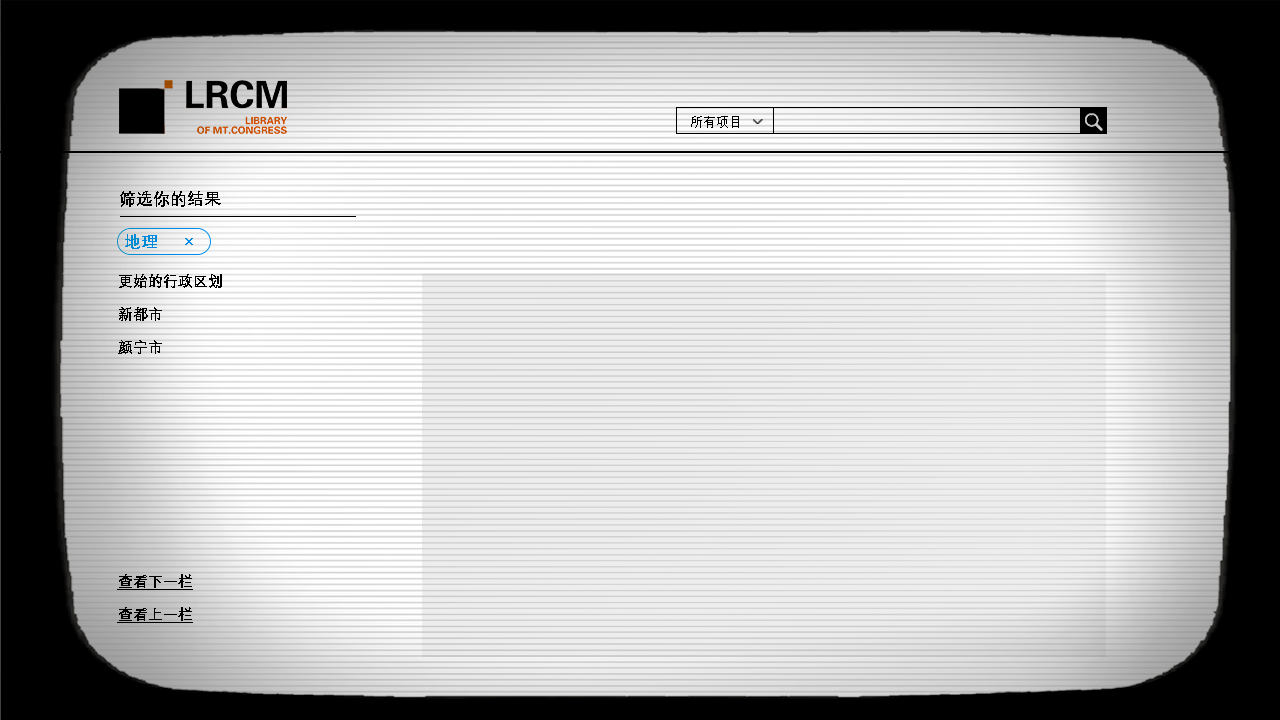 LRCM
LIBRARY
OF MT.CONGRESS
所有项目
筛选你的结果
地理 ×
更始的行政区划
新都市
颜宁市
查看下一栏
查看上一栏